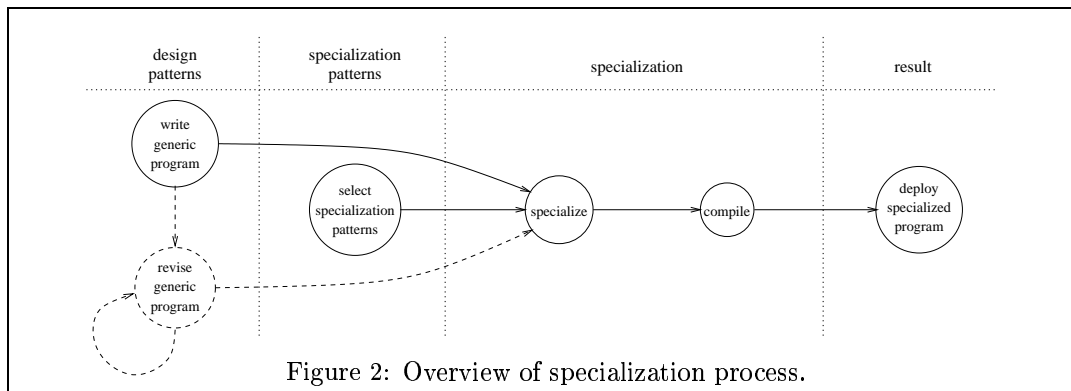 design
patterns
specialization
patterns
specialization
result
write
generic
program
select
specialization
patterns
specialize
compile
deploy
specialized
program
revise
generic
program
Figure 2: Overview of specialization process.